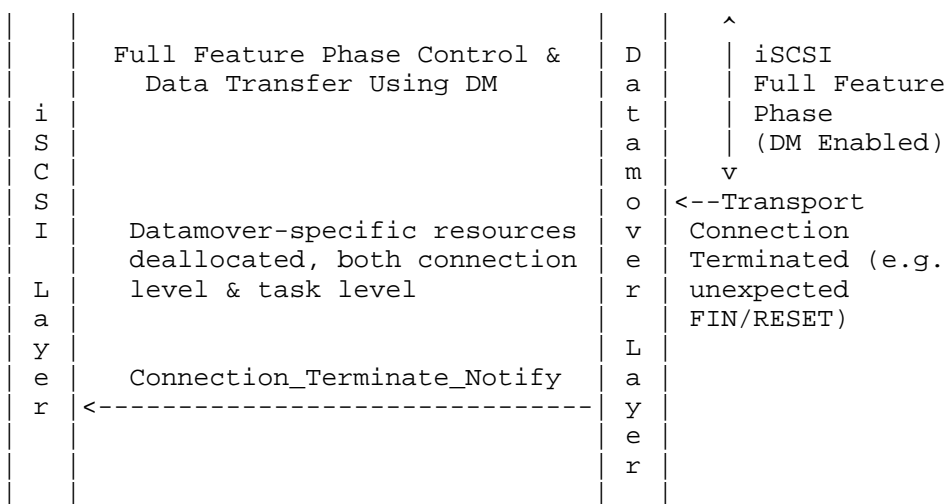 |     |                                |   |   ^
|     |  Full Feature Phase Control &  | D |   | iSCSI
|     |    Data Transfer Using DM      | a |   | Full Feature
|  i  |                                | t |   | Phase
|  S  |                                | a |   | (DM Enabled)
|  C  |                                | m |   v
|  S  |                                | o |<--Transport
|  I  |   Datamover-specific resources | v | Connection
|     |   deallocated, both connection | e | Terminated (e.g.
|  L  |   level & task level           | r | unexpected
|  a  |                                |   | FIN/RESET)
|  y  |                                | L |
|  e  |   Connection_Terminate_Notify  | a |
|  r  |<-------------------------------| y |
|     |                                | e |
|     |                                | r |
|     |                                |   |